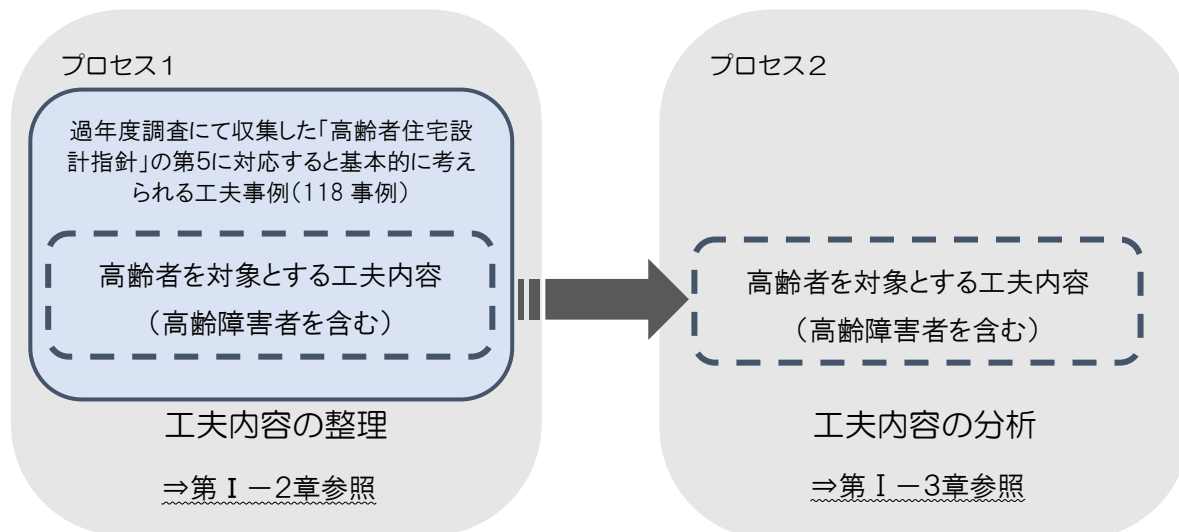 プロセス1
過年度調査にて収集した「高齢者住宅設
計指針」の第5に対応すると基本的に考え
られる工夫事例(118 事例)
高齢者を対象とする工夫内容
(高齢障害者を含む)
工夫内容の整理
⇒第Ⅰ-2章参照
プロセス2
高齢者を対象とする工夫内容
(高齢障害者を含む)
工夫内容の分析
⇒第Ⅰ-3章参照